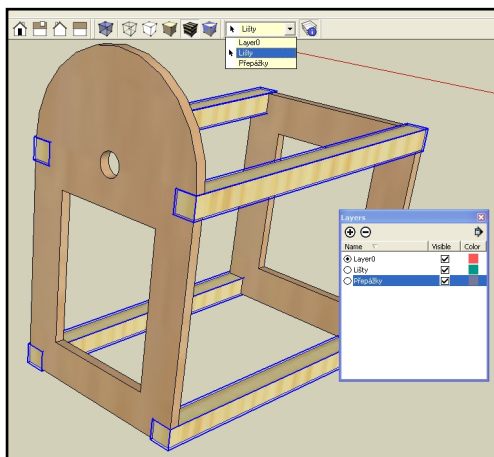 Lišty
Layer0
Lišty
Přepážky
Layers
Name Visible Color
Layer0
Lišty
Přepážky